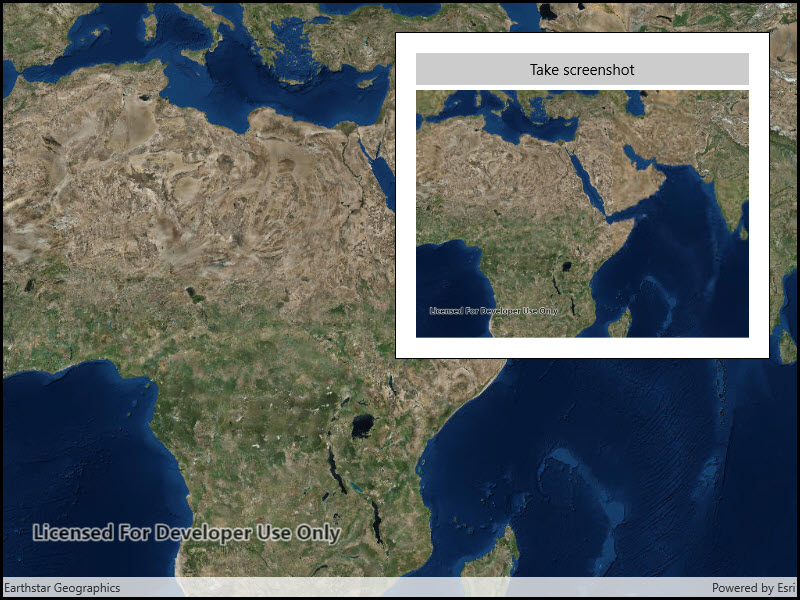 Take screenshot
Licensed For Developer Use Only
Licensed For Developer Use Only
Earthstar Geographics
Powered by Esri